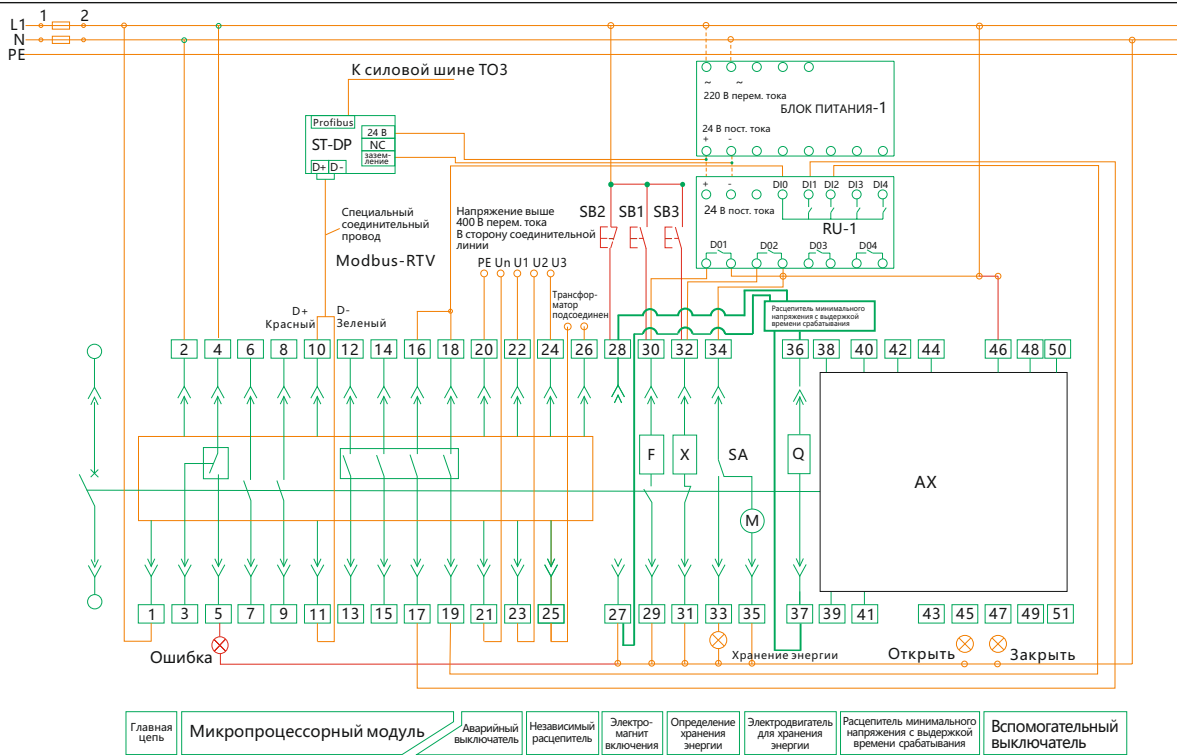 L1 1 2
N
PE
К силовой шине ТОЗ
Profibus
ST-DP
24 В
NC
зазем-
ление
D+ D-
~ ~
220 В перем. тока
БЛОК ПИТАНИЯ-1
24 В пост. тока
+ -
+ - DI0 DI1 DI2 DI3 DI4
24 В пост. тока
RU-1
D01 D02 D03 D04
Специальный
соединительный
провод
Modbus-RTV
Напряжение выше
400 В перем. тока
В сторону соединительной
линии
PE Un U1 U2 U3
SB2 SB1 SB3
Трансфор-
матор
подсоединен
Расцепитель минимального
напряжения с выдержкой
времени срабатывания
D+ D-
Красный Зеленый
2 4 6 8 10 12 14 16 18 20 22 24 26 28 30 32 34 36 38 40 42 44 46 48 50
F X SA Q
AX
M
1 3 5 7 9 11 13 15 17 19 21 23 25 27 29 31 33 35 37 39 41 43 45 47 49 51
Ошибка
Хранение энергии
Открыть Закрыть
Главная
цепь
Микропроцессорный модуль
Аварийный
выключатель
Независимый
расцепитель
Электро-
магнит
включения
Определение
хранения
энергии
Электродвигатель
для хранения
энергии
Расцепитель минимального
напряжения с выдержкой
времени срабатывания
Вспомогательный
выключатель